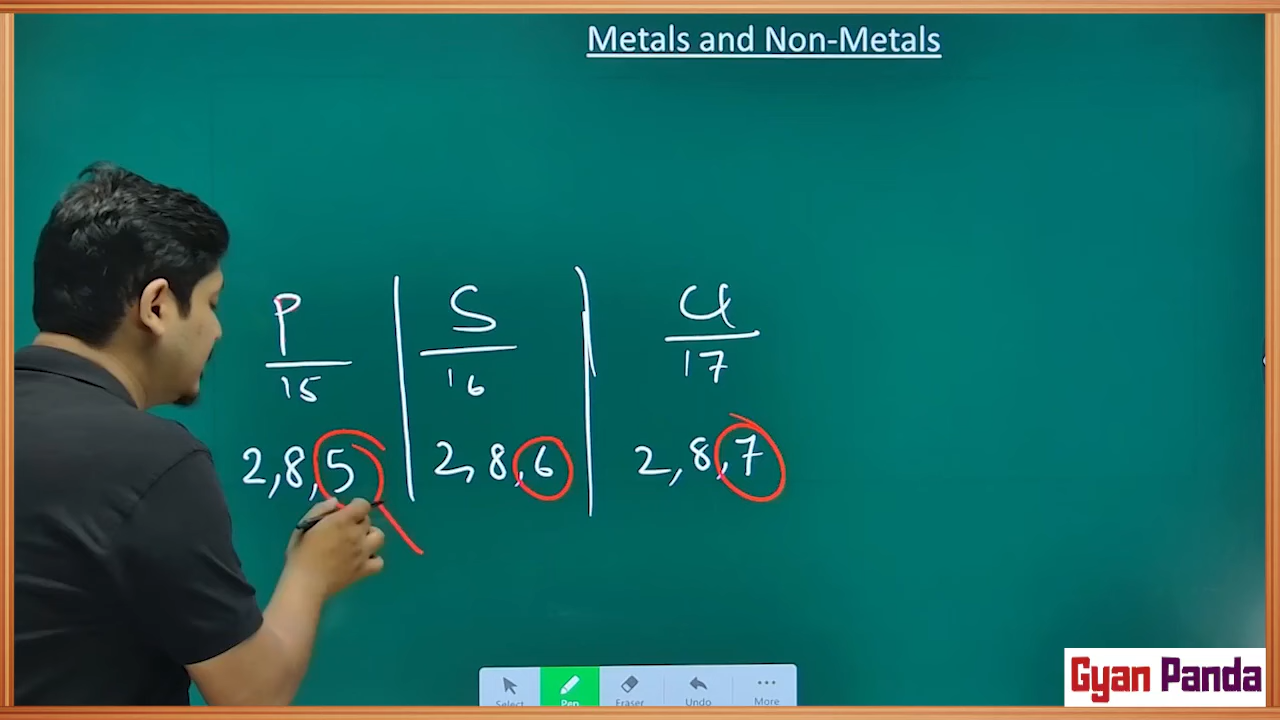 Metals and Non-Metals
P | S | Cl
15 | 16 | 17
2,8,5 | 2,8,6 | 2,8,7
Select Pen Eraser Undo More
Gyan Panda